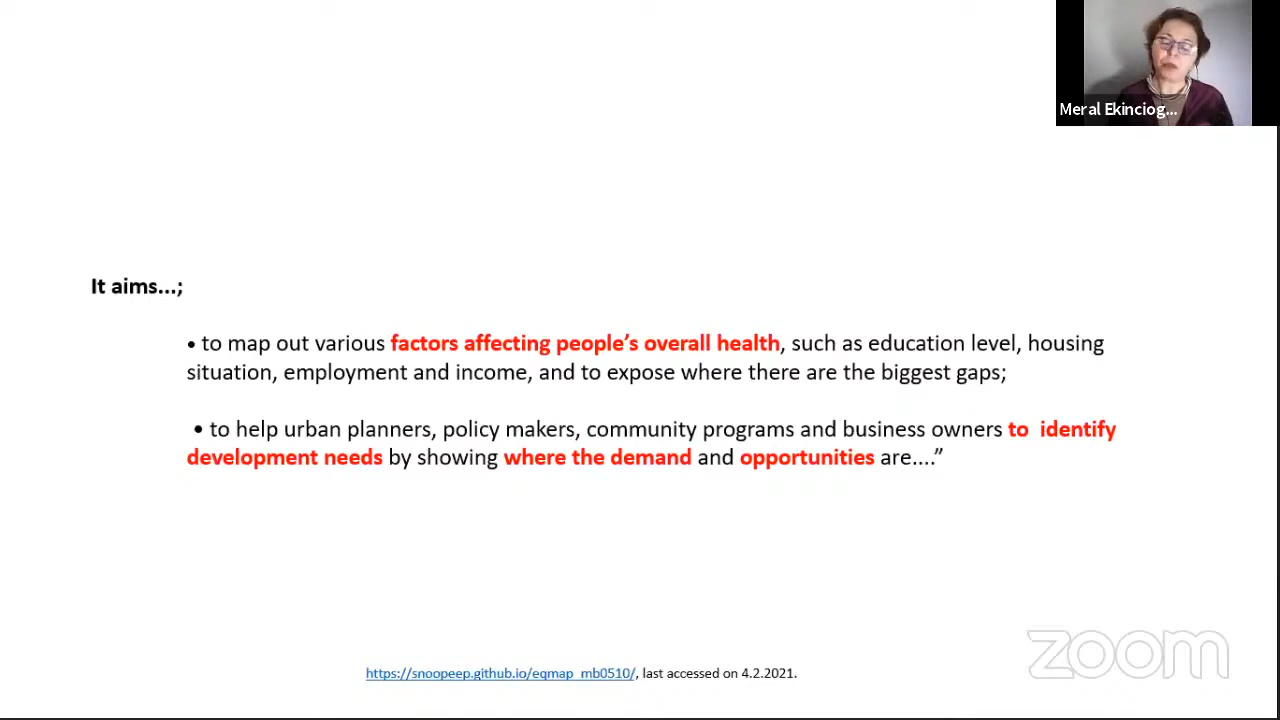 Meral Ekinciog...
It aims...;
• to map out various factors affecting people’s overall health, such as education level, housing
situation, employment and income, and to expose where there are the biggest gaps;
• to help urban planners, policy makers, community programs and business owners to  identify
development needs by showing where the demand and opportunities are....”
https://snoopeep.github.io/eqmap_mb0510/, last accessed on 4.2.2021.
zoom